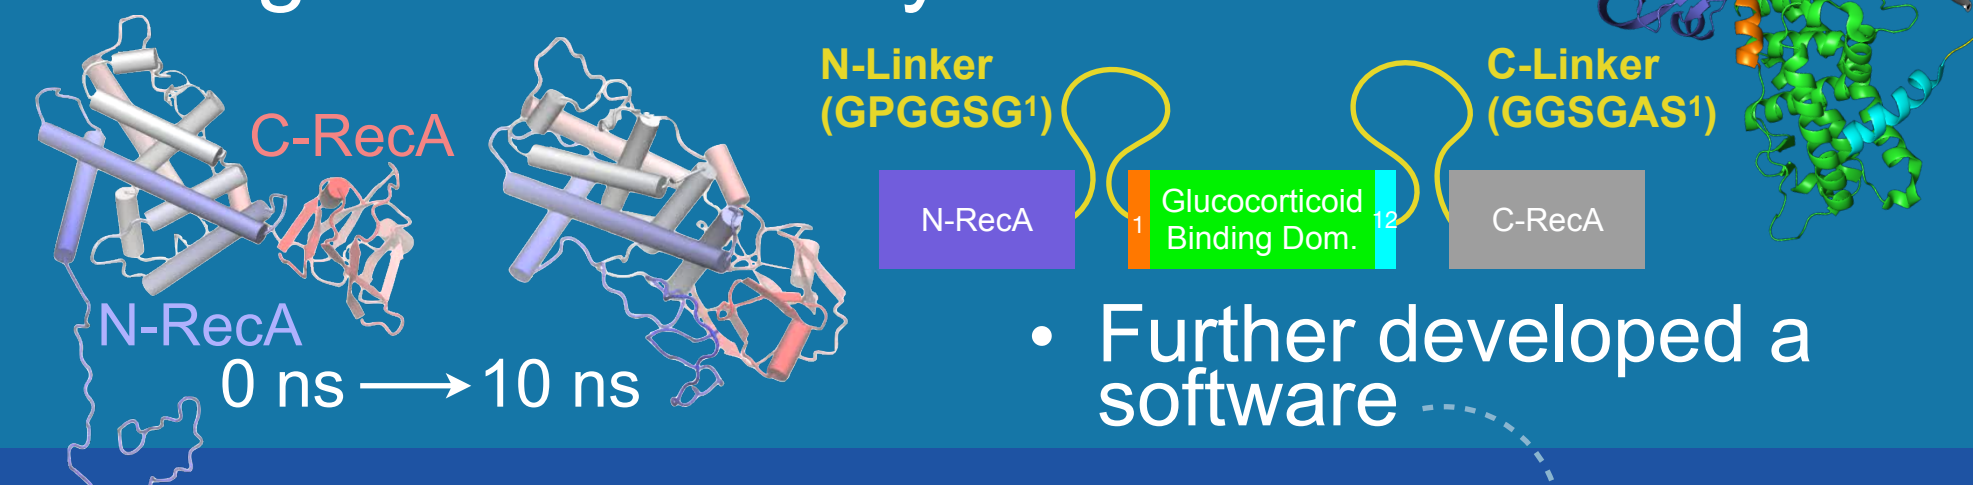 C-RecA
N-RecA
0 ns → 10 ns
N-Linker
(GPGGSG¹)
C-Linker
(GGSGAS¹)
N-RecA
1
Glucocorticoid
Binding Dom.
12
C-RecA
• Further developed a
software